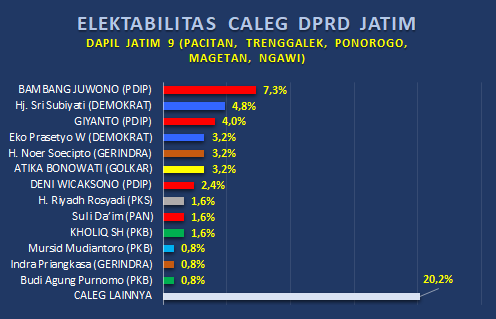 ELEKTABILITAS CALEG DPRD JATIM
DAPIL JATIM 9 (PACITAN, TRENGGALEK, PONOROGO,
MAGETAN, NGAWI)
BAMBANG JUWONO (PDIP) 7,3%
Hj. Sri Subiyati (DEMOKRAT) 4,8%
GIYANTO (PDIP) 4,0%
Eko Prasetyo W (DEMOKRAT) 3,2%
H. Noer Soecipto (GERINDRA) 3,2%
ATIKA BONOWATI (GOLKAR) 3,2%
DENI WICAKSONO (PDIP) 2,4%
H. Riyadh Rosyadi (PKS) 1,6%
Suli Da'im (PAN) 1,6%
KHOLIQ SH (PKB) 1,6%
Mursid Mudiantoro (PKB) 0,8%
Indra Priangkasa (GERINDRA) 0,8%
Budi Agung Purnomo (PKB) 0,8%
CALEG LAINNYA 20,2%